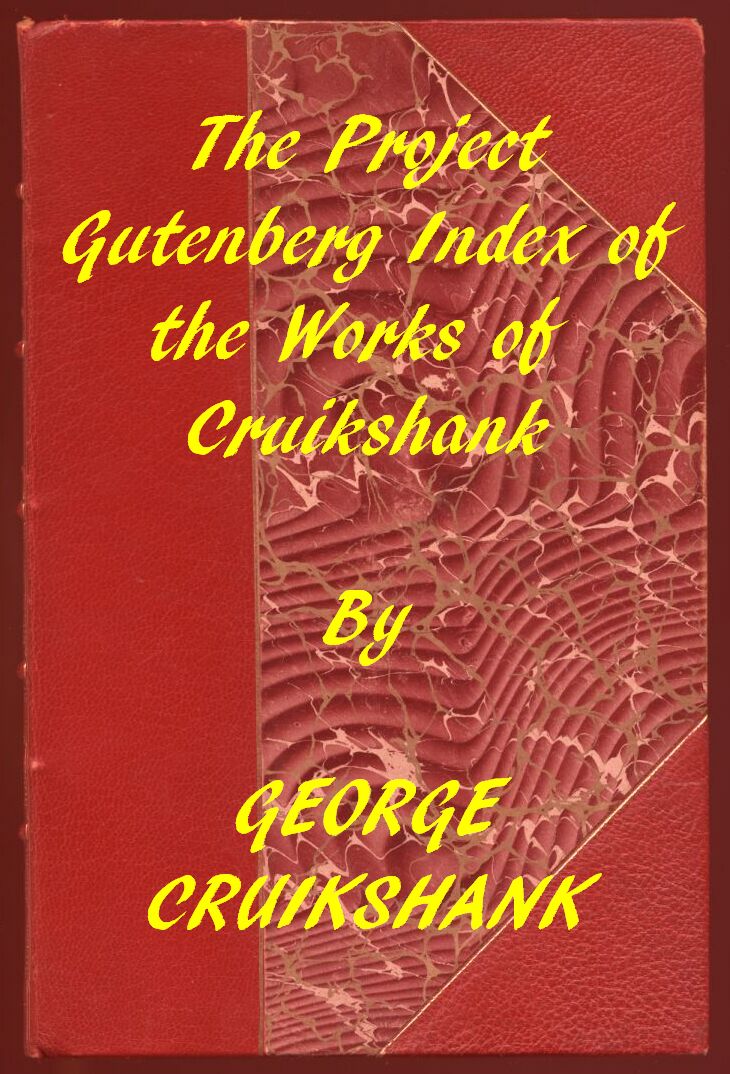 The Project
Gutenberg Index of
the Works of
Cruikshank
By
GEORGE
CRUIKSHANK